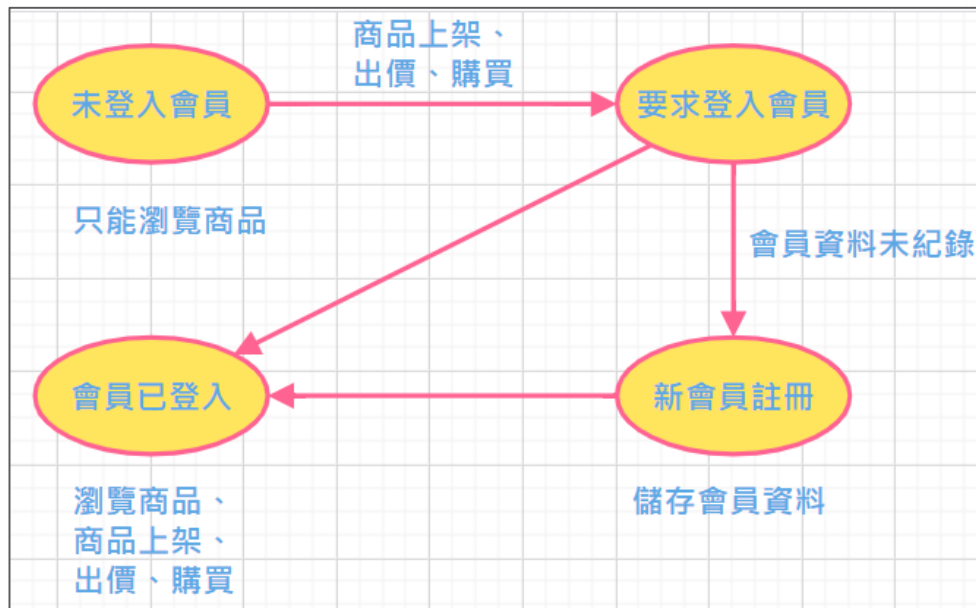 商品上架、
出價、購買
未登入會員
要求登入會員
只能瀏覽商品
會員資料未紀錄
會員已登入
新會員註冊
瀏覽商品、
商品上架、
出價、購買
儲存會員資料